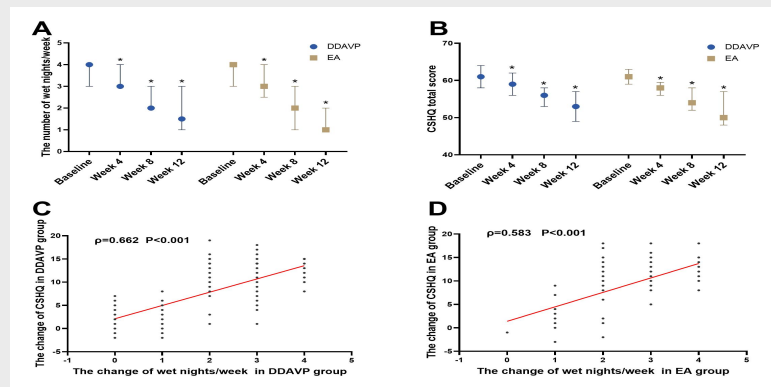 A
DDAVP
EA
The number of wet nights/week
5
4
3
2
1
0
* * * * * *
Baseline Week 4 Week 8 Week 12 Baseline Week 4 Week 8 Week 12
B
DDAVP
EA
CSHQ total score
80
70
60
50
40
* * * * * *
Baseline Week 4 Week 8 Week 12 Baseline Week 4 Week 8 Week 12
C
ρ=0.662 P<0.001
The change of CSHQ in DDAVP group
20
15
10
5
0
-5
-1 0 1 2 3 4 5
The change of wet nights/week in DDAVP group
D
ρ=0.583 P<0.001
The change of CSHQ in EA group
20
15
10
5
0
-5
-1 0 1 2 3 4 5
The change of wet nights/week in EA group